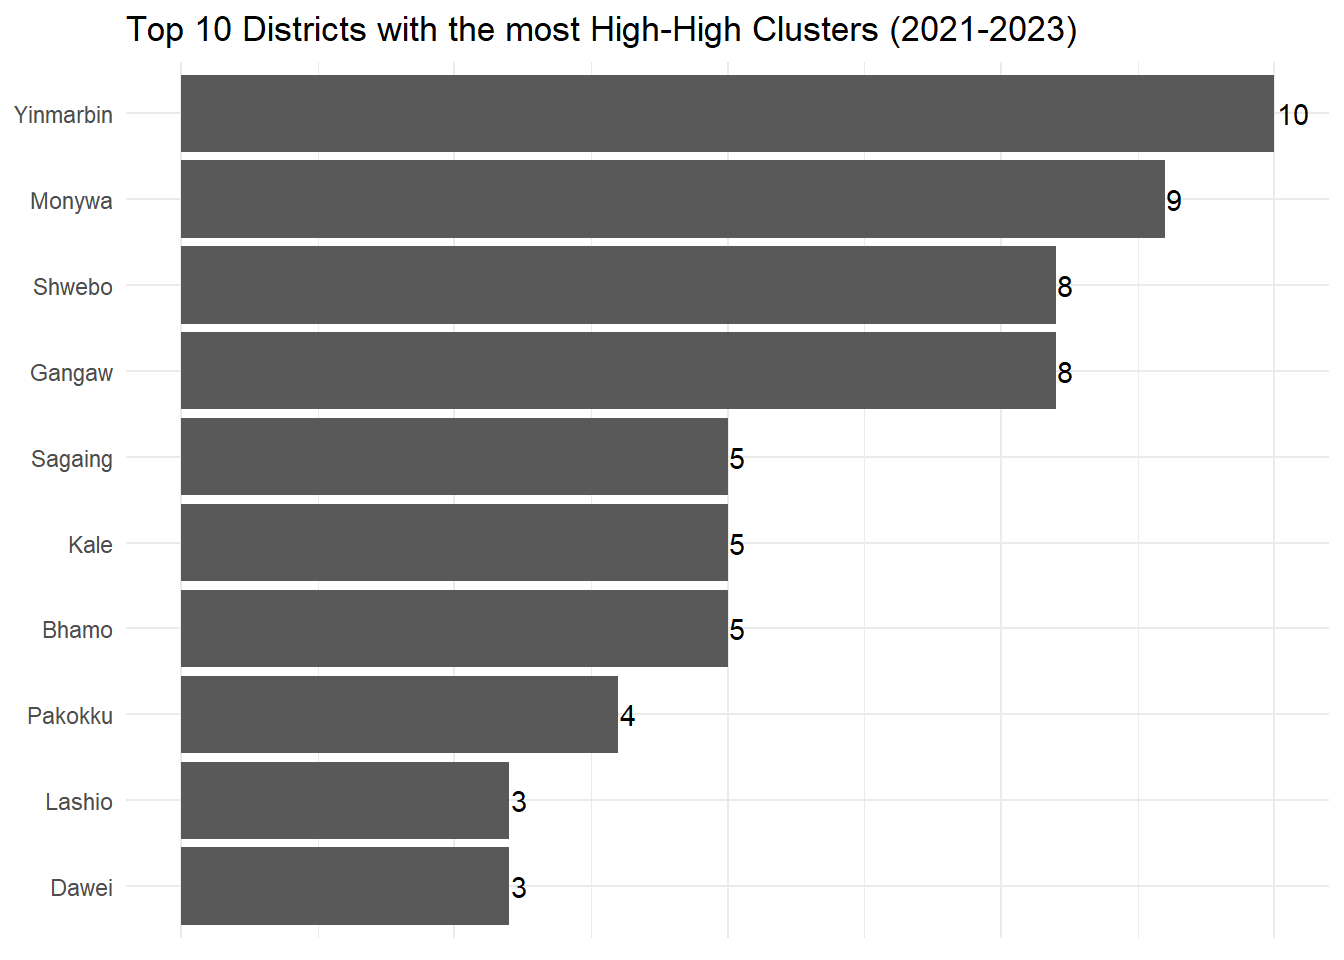 Top 10 Districts with the most High-High Clusters (2021-2023)
Yinmarbin 10
Monywa 9
Shwebo 8
Gangaw 8
Sagaing 5
Kale 5
Bhamo 5
Pakokku 4
Lashio 3
Dawei 3